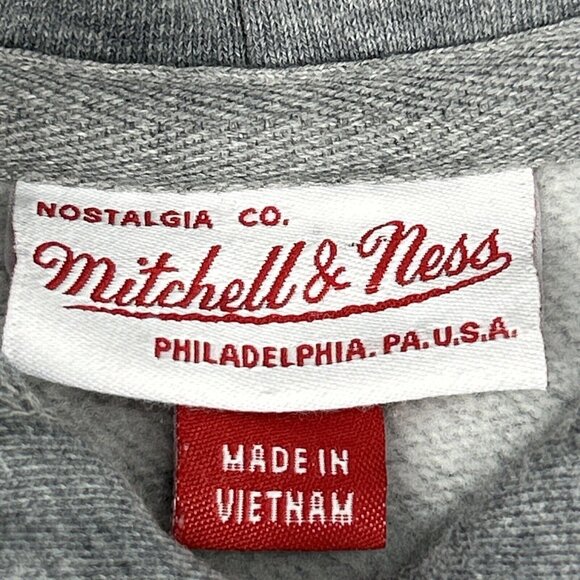 NOSTALGIA CO.
Mitchell & Ness
PHILADELPHIA. PA. U.S.A.
MADE IN
VIETNAM